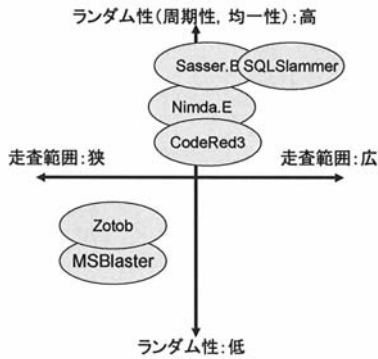 ランダム性(周期性, 均一性):高
Sasser.B
SQLSlammer
Nimda.E
CodeRed3
走査範囲:狭
走査範囲:広
Zotob
MSBlaster
ランダム性:低